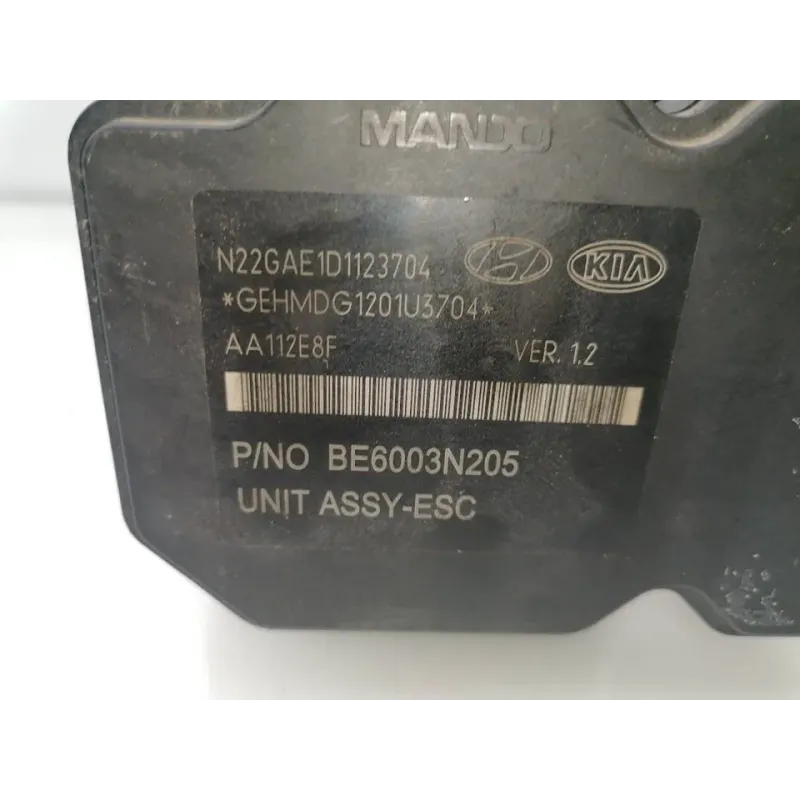 MANDO
N22GAE1D1123704
KIA
*GEHMDG1201U3704*
AA112E8F
VER. 1.2
P/NO BE6003N205
UNIT ASSY-ESC